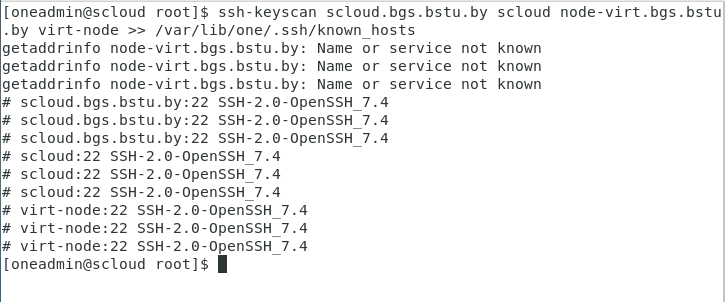 [oneadmin@scloud root]$ ssh-keyscan scloud.bgs.bstu.by scloud node-virt.bgs.bstu
.by virt-node >> /var/lib/one/.ssh/known_hosts
getaddrinfo node-virt.bgs.bstu.by: Name or service not known
getaddrinfo node-virt.bgs.bstu.by: Name or service not known
getaddrinfo node-virt.bgs.bstu.by: Name or service not known
# scloud.bgs.bstu.by:22 SSH-2.0-OpenSSH_7.4
# scloud.bgs.bstu.by:22 SSH-2.0-OpenSSH_7.4
# scloud.bgs.bstu.by:22 SSH-2.0-OpenSSH_7.4
# scloud:22 SSH-2.0-OpenSSH_7.4
# scloud:22 SSH-2.0-OpenSSH_7.4
# scloud:22 SSH-2.0-OpenSSH_7.4
# virt-node:22 SSH-2.0-OpenSSH_7.4
# virt-node:22 SSH-2.0-OpenSSH_7.4
# virt-node:22 SSH-2.0-OpenSSH_7.4
[oneadmin@scloud root]$